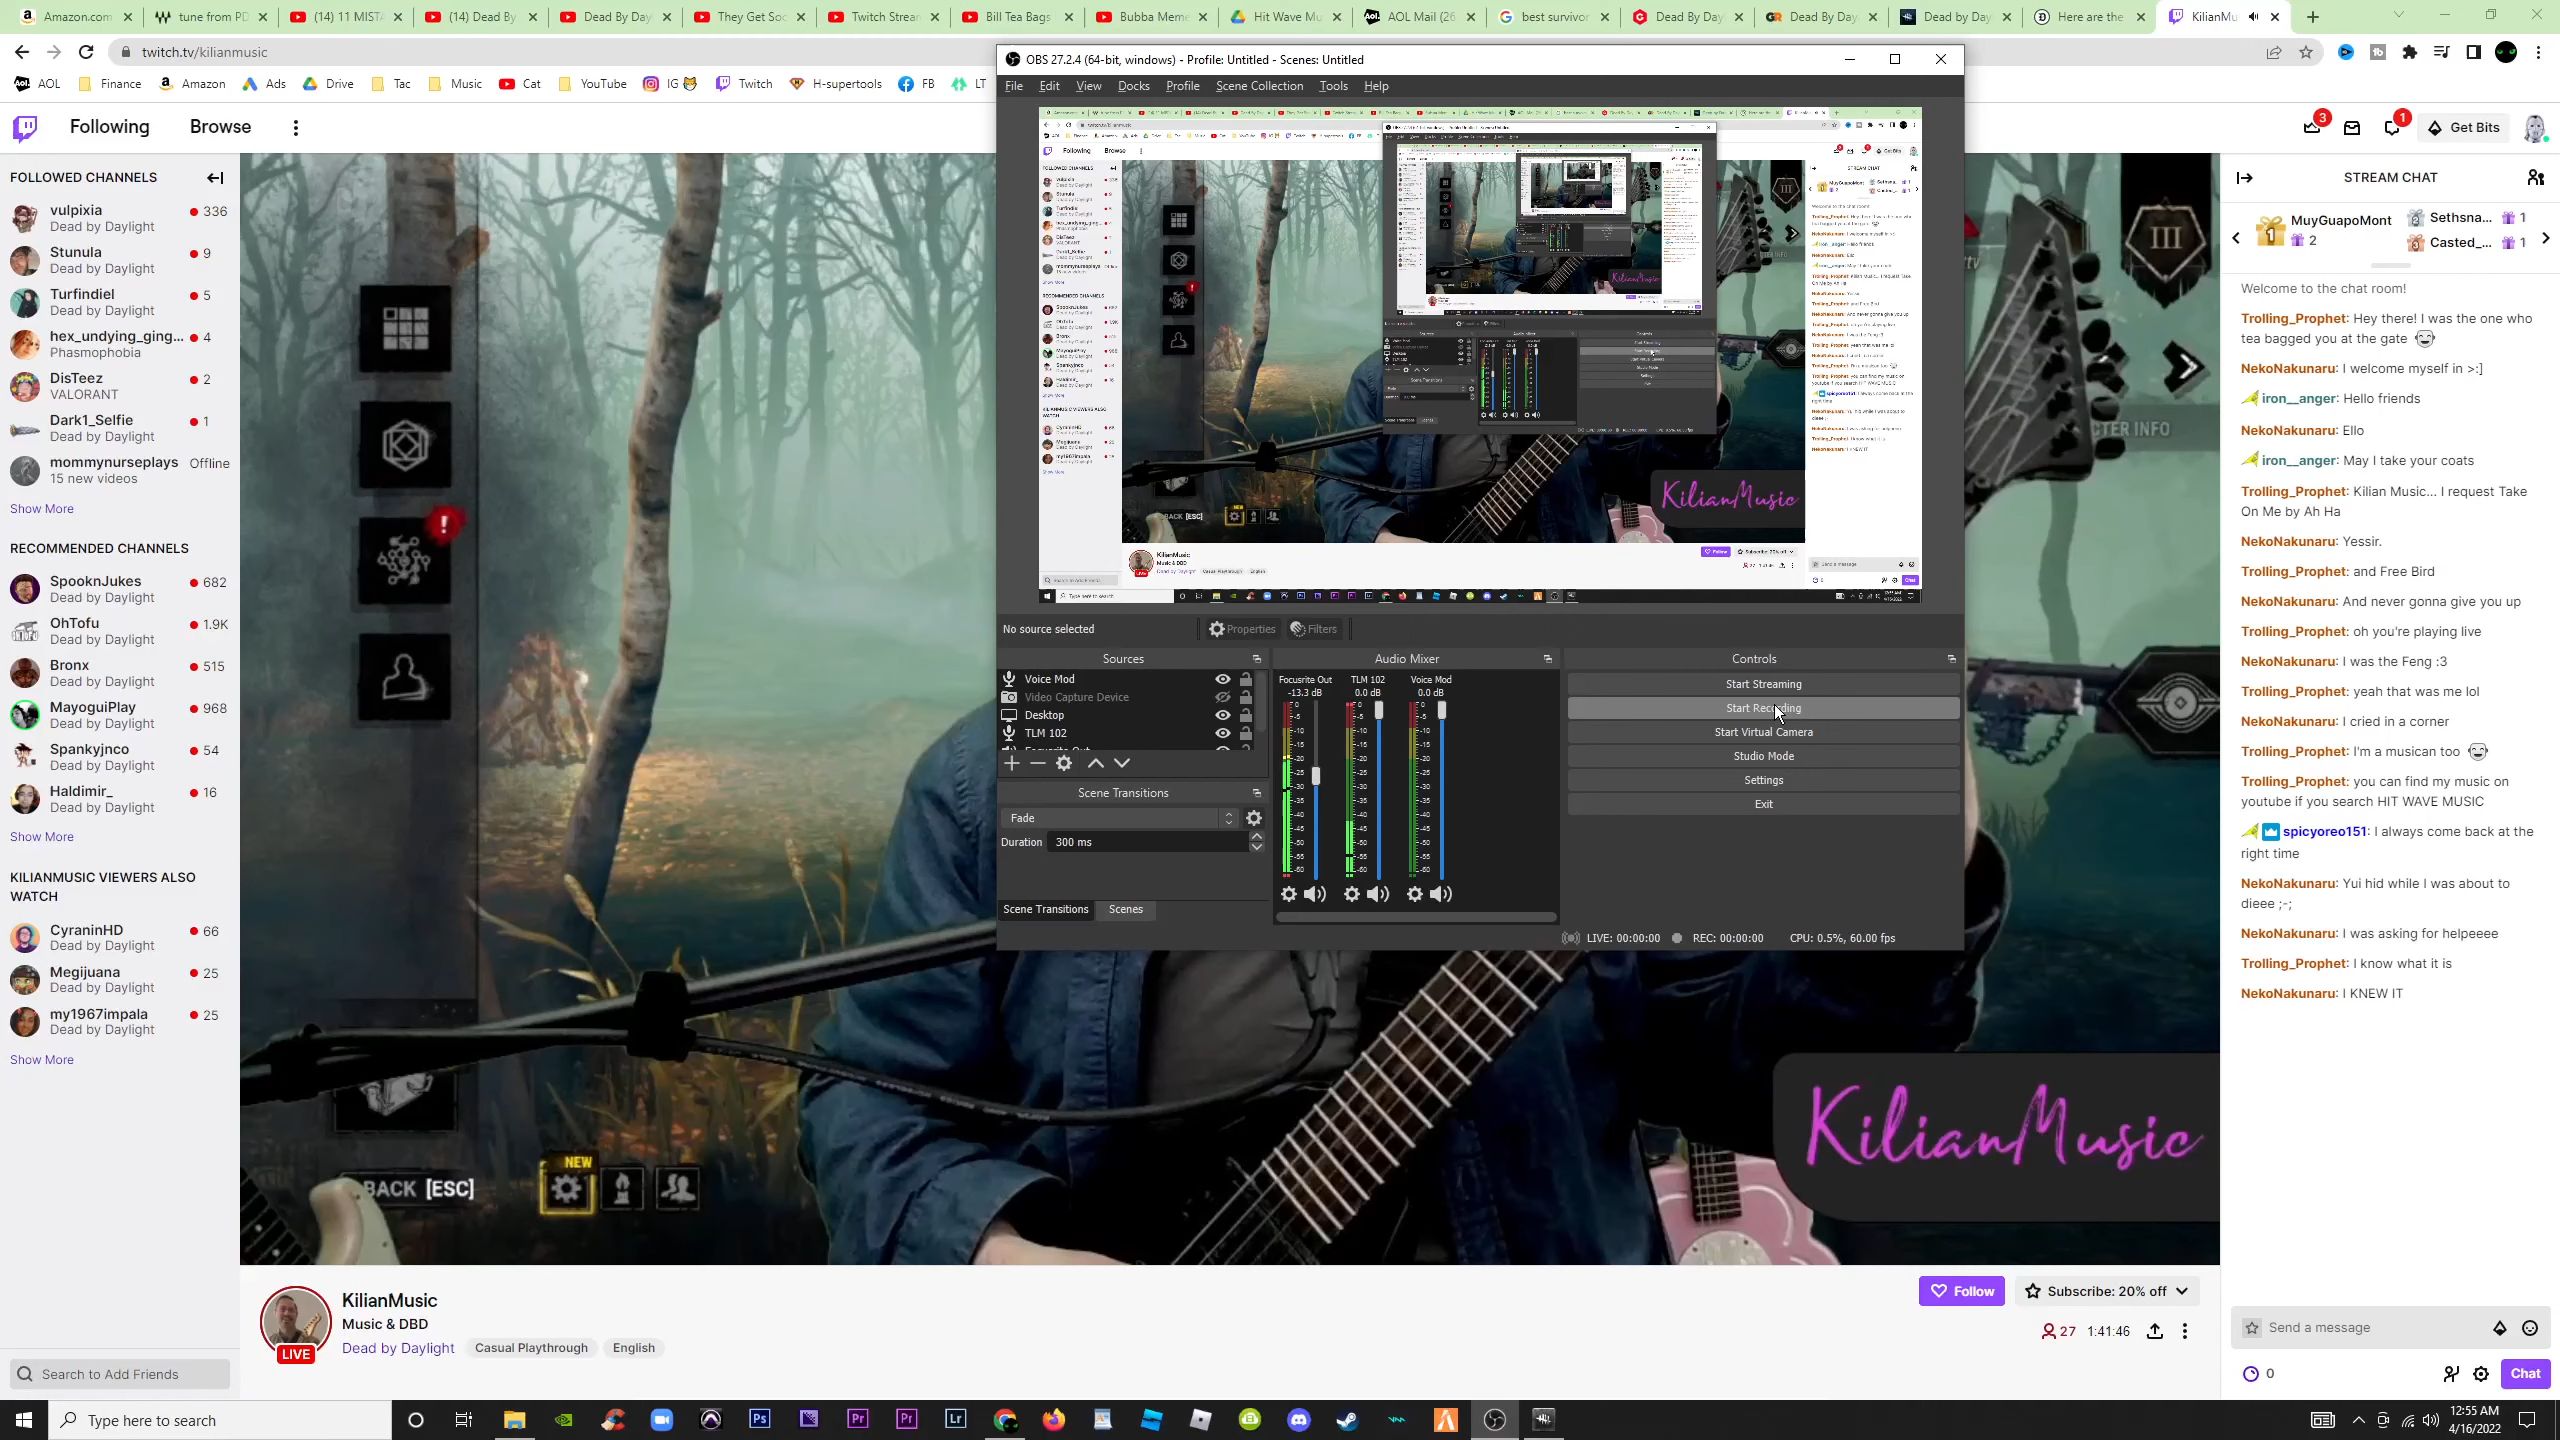 Amazon.com
tune from PD
(14) 11 MIST
(14) Dead By
Dead By Day
They Get So
Twitch Strea
Bill Tea Bags
Bubba Meme
Hit Wave Mu
AOL Mail (26
best survivor
Dead By Day
Dead By Day
Dead by Day
Here are the
KilianMu
twitch.tv/kilianmusic
AOL
Finance
Amazon
Ads
Drive
Tac
Music
Cat
YouTube
IG
Twitch
H-supertools
FB
LT
Following
Browse
3
1
Get Bits
FOLLOWED CHANNELS
vulpixia
336
Dead by Daylight
Stunula
9
Dead by Daylight
Turfindiel
5
Dead by Daylight
hex_undying_ging...
4
Phasmophobia
DisTeez
2
VALORANT
Dark1_Selfie
1
Dead by Daylight
mommynurseplays
Offline
15 new videos
Show More
RECOMMENDED CHANNELS
SpooknJukes
682
Dead by Daylight
OhTofu
1.9K
Dead by Daylight
Bronx
515
Dead by Daylight
MayoguiPlay
968
Dead by Daylight
Spankyjnco
54
Dead by Daylight
Haldimir_
16
Dead by Daylight
Show More
KILIANMUSIC VIEWERS ALSO
WATCH
CyraninHD
66
Dead by Daylight
Megijuana
25
Dead by Daylight
my1967impala
25
Dead by Daylight
Show More
Search to Add Friends
BACK [ESC]
NEW
OBS 27.2.4 (64-bit, windows) - Profile: Untitled - Scenes: Untitled
File Edit View Docks Profile Scene Collection Tools Help
KilianMusic
No source selected
Properties
Filters
Sources
Voice Mod
Video Capture Device
Desktop
TLM 102
Scene Transitions
Fade
Duration
300 ms
Scene Transitions
Scenes
Audio Mixer
Focusrite Out
-13.3 dB
TLM 102
0.0 dB
Voice Mod
0.0 dB
Controls
Start Streaming
Start Recording
Start Virtual Camera
Studio Mode
Settings
Exit
LIVE: 00:00:00
REC: 00:00:00
CPU: 0.5%, 60.00 fps
III
CTER INFO
KilianMusic
KilianMusic
Music & DBD
Dead by Daylight
Casual Playthrough
English
LIVE
Follow
Subscribe: 20% off
27
1:41:46
STREAM CHAT
1
MuyGuapoMont
2
2
Sethsna...
1
3
Casted_...
1
Welcome to the chat room!
Trolling_Prophet: Hey there! I was the one who
tea bagged you at the gate
NekoNakunaru: I welcome myself in >:]
iron__anger: Hello friends
NekoNakunaru: Ello
iron__anger: May I take your coats
Trolling_Prophet: Kilian Music... I request Take
On Me by Ah Ha
NekoNakunaru: Yessir.
Trolling_Prophet: and Free Bird
NekoNakunaru: And never gonna give you up
Trolling_Prophet: oh you're playing live
NekoNakunaru: I was the Feng :3
Trolling_Prophet: yeah that was me lol
NekoNakunaru: I cried in a corner
Trolling_Prophet: I'm a musican too
Trolling_Prophet: you can find my music on
youtube if you search HIT WAVE MUSIC
spicyoreo151: I always come back at the
right time
NekoNakunaru: Yui hid while I was about to
dieee ;-;
NekoNakunaru: I was asking for helpeeee
Trolling_Prophet: I know what it is
NekoNakunaru: I KNEW IT
Send a message
0
Chat
Type here to search
Ps
Pr
Pr
Lr
12:55 AM
4/16/2022